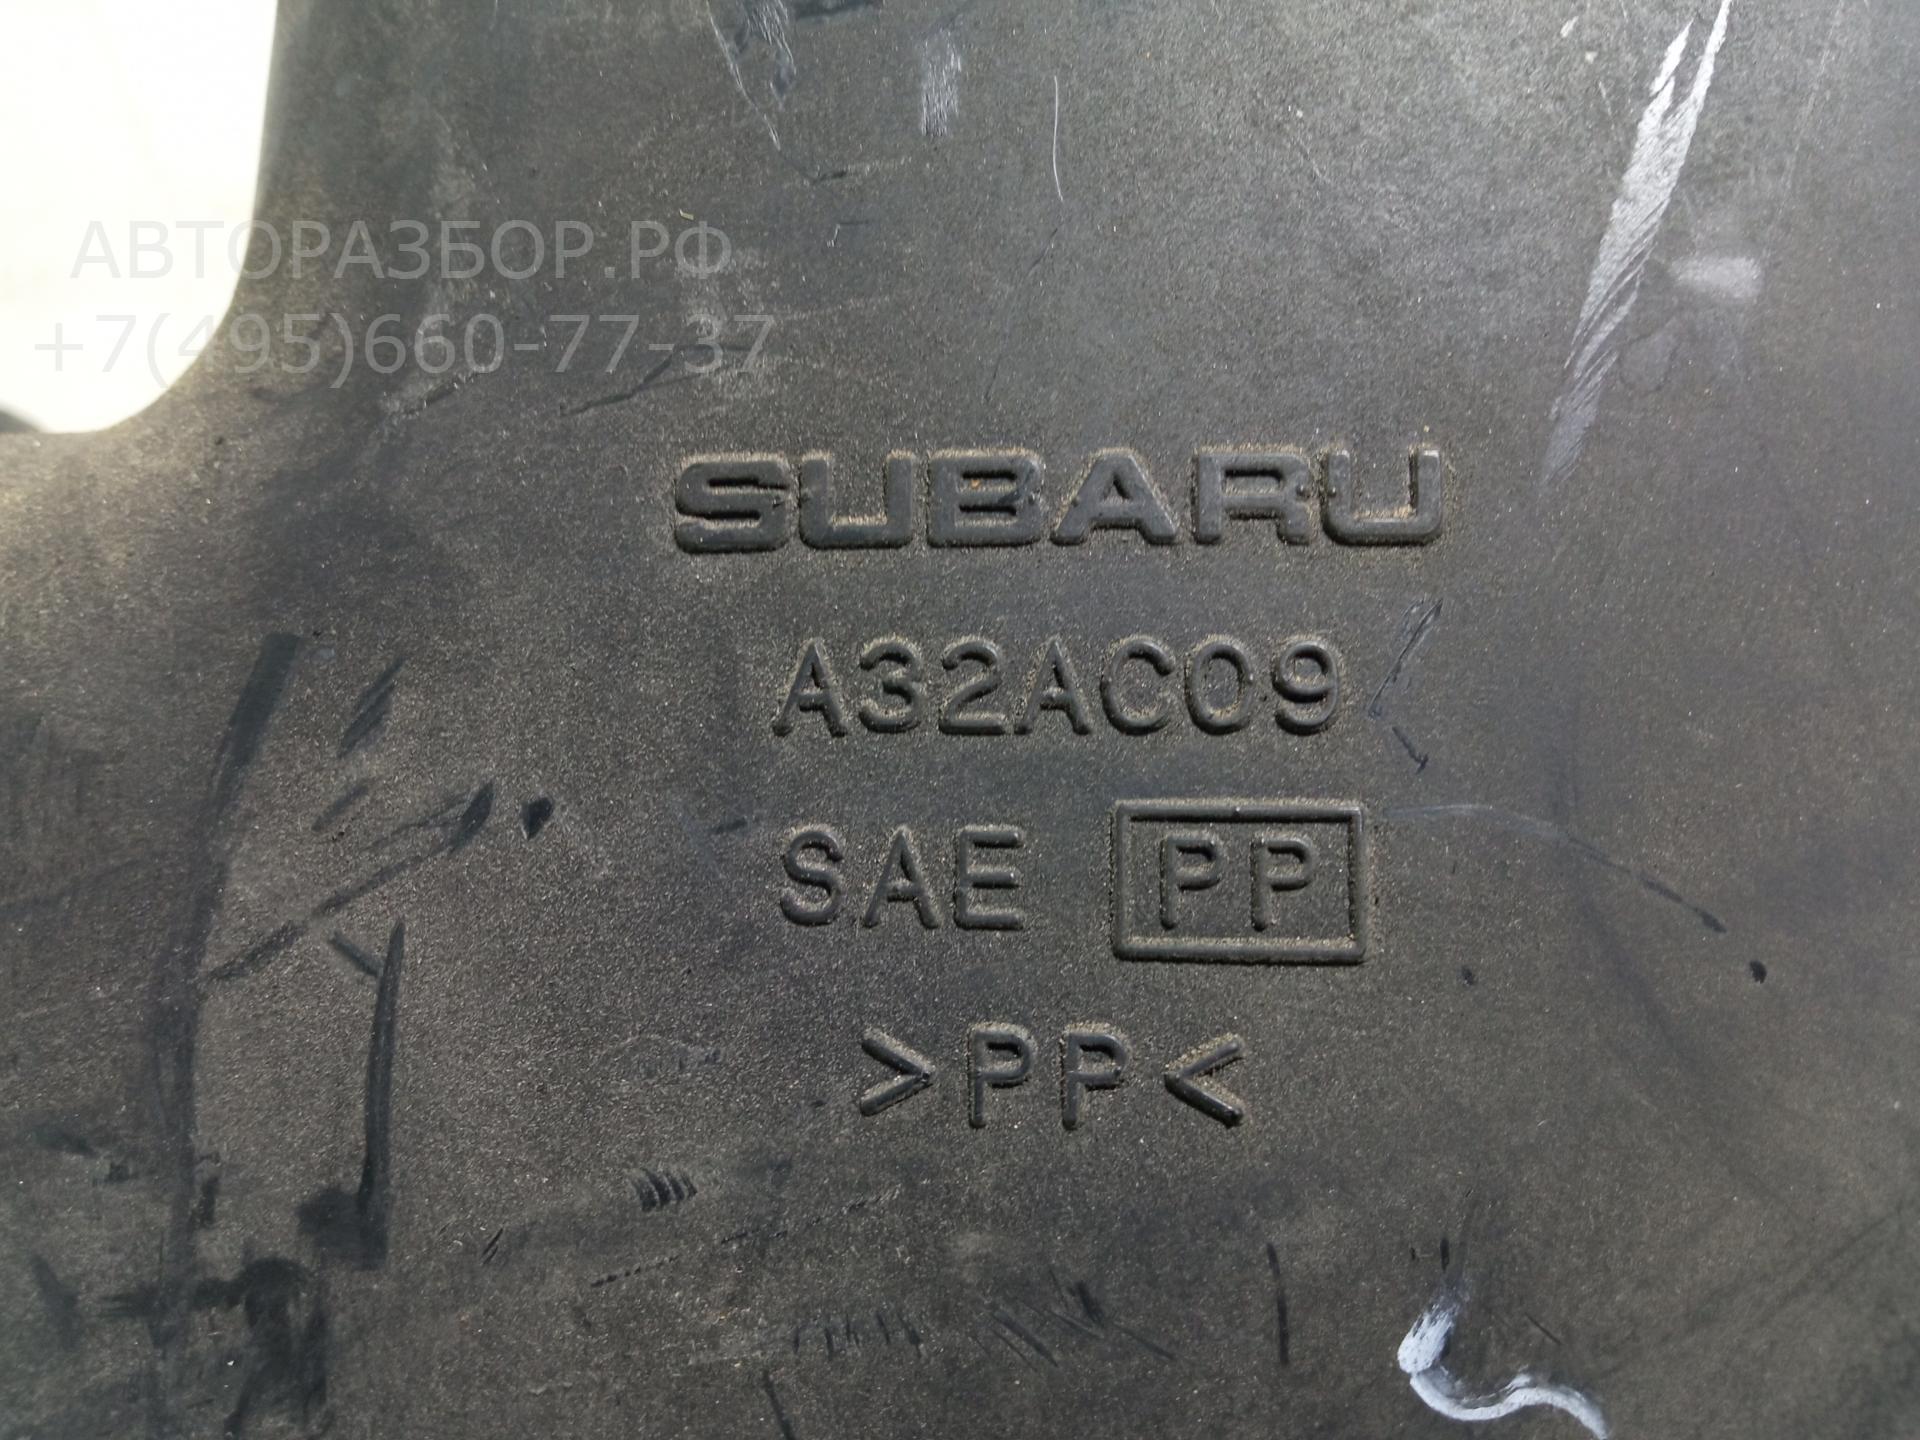 АВТОРАЗБОР.РФ
+7(495)660-77-37
SUBARU
A32AC09
SAE PP
>PP<